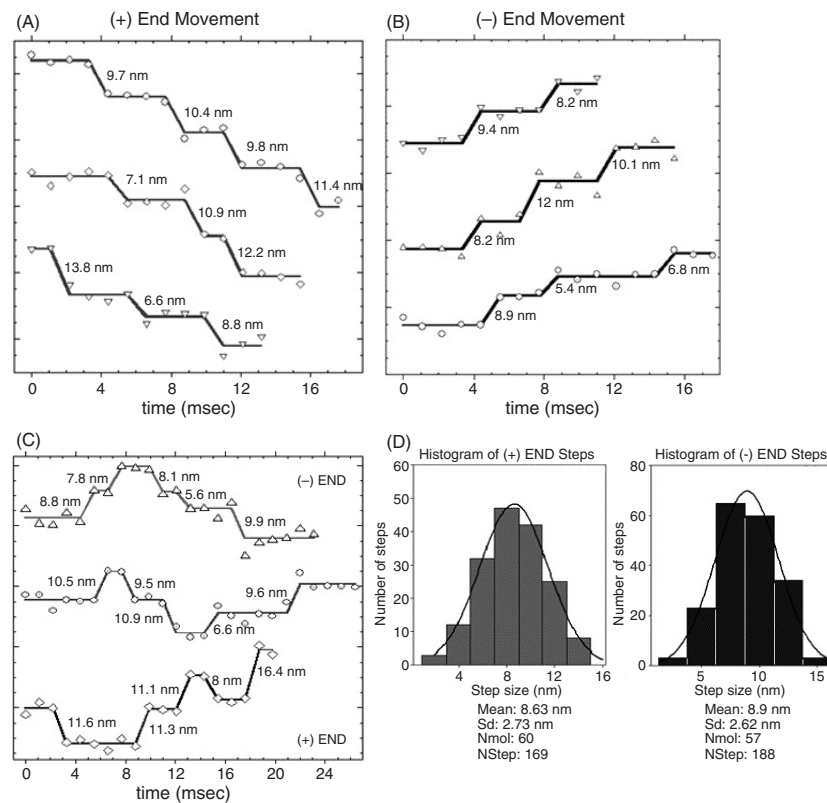 (A) (+) End Movement
9.7 nm
10.4 nm
9.8 nm
11.4 nm
7.1 nm
10.9 nm
12.2 nm
13.8 nm
6.6 nm
8.8 nm
0 4 8 12 16
time (msec)
(B) (−) End Movement
8.2 nm
9.4 nm
10.1 nm
12 nm
8.2 nm
6.8 nm
5.4 nm
8.9 nm
0 4 8 12 16
time (msec)
(C)
(−) END
7.8 nm
8.1 nm
8.8 nm
5.6 nm
9.9 nm
10.5 nm
9.5 nm
9.6 nm
10.9 nm
6.6 nm
11.1 nm
8 nm
16.4 nm
11.6 nm
11.3 nm
(+) END
0 4 8 12 16 20 24
time (msec)
(D)
Histogram of (+) END Steps
60
50
40
30
20
10
0
Number of steps
4 8 12 16
Step size (nm)
Mean: 8.63 nm
Sd: 2.73 nm
Nmol: 60
NStep: 169
Histogram of (-) END Steps
80
60
40
20
0
Number of steps
5 10 15
Step size (nm)
Mean: 8.9 nm
Sd: 2.62 nm
Nmol: 57
NStep: 188